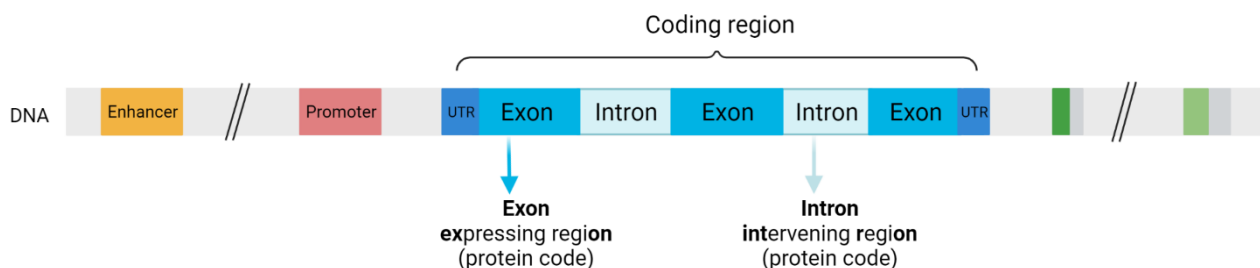 Coding region
DNA Enhancer Promoter UTR Exon Intron Exon Intron Exon UTR
Exon
expressing region
(protein code)
Intron
intervening region
(protein code)